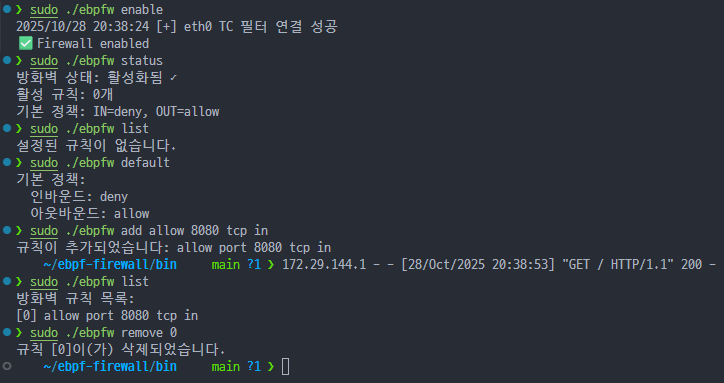 ❯ sudo ./ebpfw enable
2025/10/28 20:38:24 [+] eth0 TC 필터 연결 성공
✅ Firewall enabled
❯ sudo ./ebpfw status
방화벽 상태: 활성화됨 ✓
활성 규칙: 0개
기본 정책: IN=deny, OUT=allow
❯ sudo ./ebpfw list
설정된 규칙이 없습니다.
❯ sudo ./ebpfw default
기본 정책:
인바운드: deny
아웃바운드: allow
❯ sudo ./ebpfw add allow 8080 tcp in
규칙이 추가되었습니다: allow port 8080 tcp in
~/ebpf-firewall/bin main ?1 ❯ 172.29.144.1 - - [28/Oct/2025 20:38:53] "GET / HTTP/1.1" 200 -
❯ sudo ./ebpfw list
방화벽 규칙 목록:
[0] allow port 8080 tcp in
❯ sudo ./ebpfw remove 0
규칙 [0]이(가) 삭제되었습니다.
~/ebpf-firewall/bin main ?1 ❯